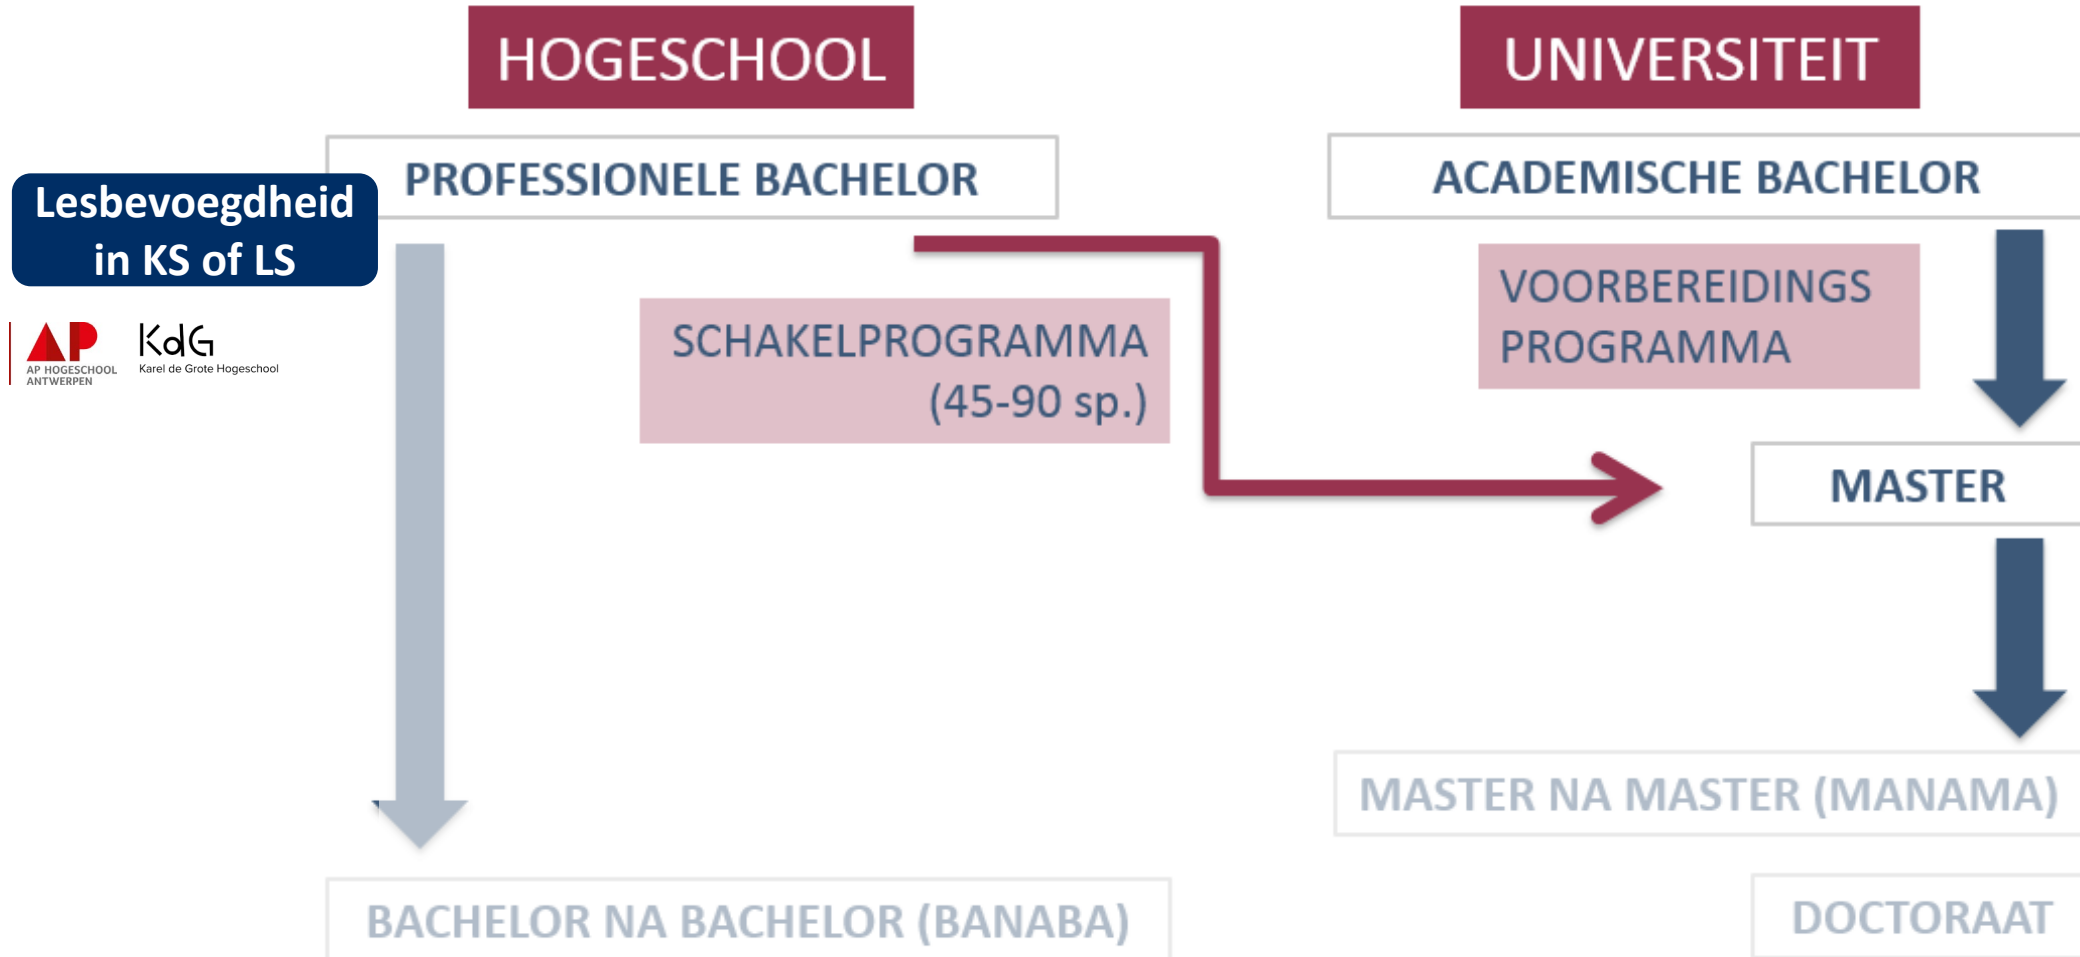 HOGESCHOOL
UNIVERSITEIT
PROFESSIONELE BACHELOR
ACADEMISCHE BACHELOR
Lesbevoegdheid
in KS of LS
AP HOGESCHOOL
ANTWERPEN
KdG
Karel de Grote Hogeschool
SCHAKELPROGRAMMA
(45-90 sp.)
VOORBEREIDINGS
PROGRAMMA
MASTER
MASTER NA MASTER (MANAMA)
BACHELOR NA BACHELOR (BANABA)
DOCTORAAT